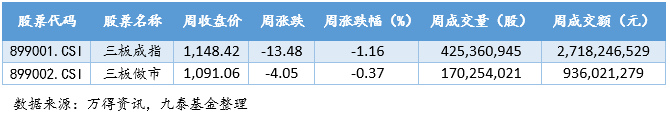 股票代码 股票名称 周收盘价 周涨跌 周涨跌幅（%） 周成交量（股） 周成交额（元）
899001.CSI 三板成指 1,148.42 -13.48 -1.16 425,360,945 2,718,246,529
899002.CSI 三板做市 1,091.06 -4.05 -0.37 170,254,021 936,021,279
数据来源：万得资讯，九泰基金整理